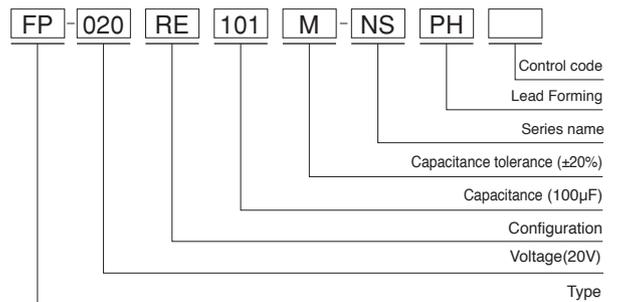 FP-020 RE 101 M-NS PH
Control code
Lead Forming
Series name
Capacitance tolerance (±20%)
Capacitance (100µF)
Configuration
Voltage(20V)
Type